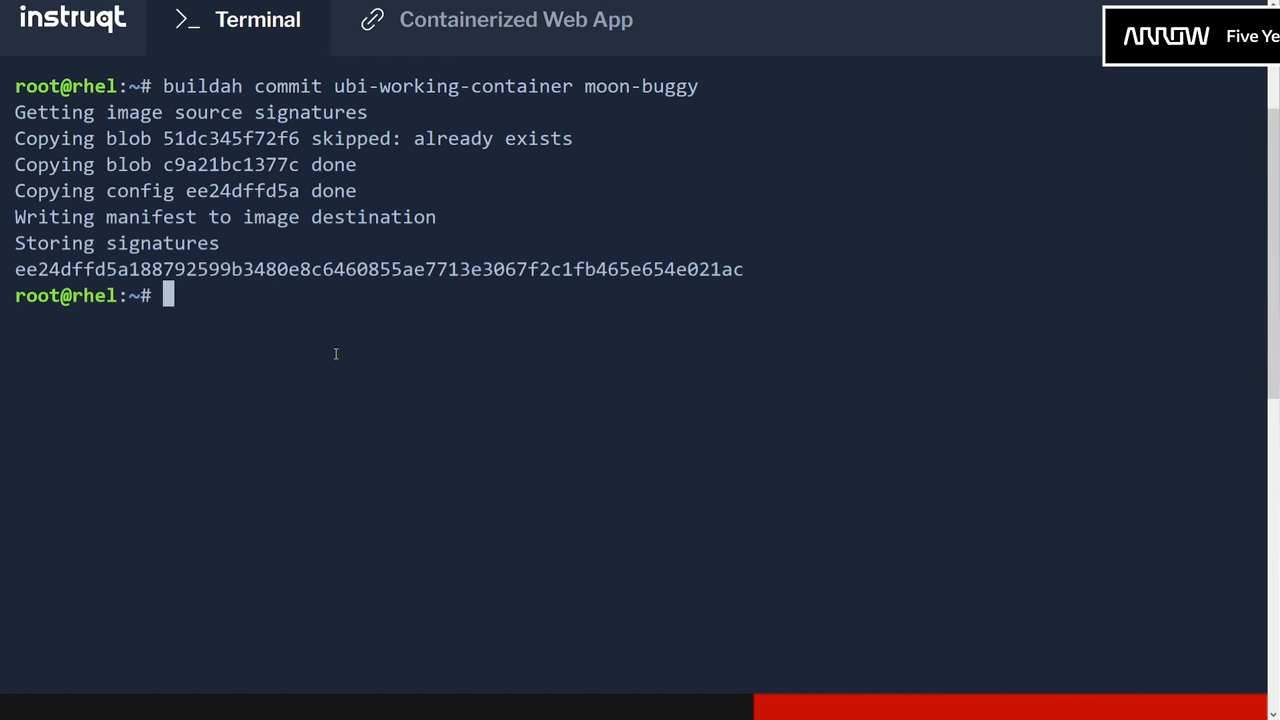 instruqt
>_ Terminal
Containerized Web App
ARROW Five Ye
root@rhel:~# buildah commit ubi-working-container moon-buggy
Getting image source signatures
Copying blob 51dc345f72f6 skipped: already exists
Copying blob c9a21bc1377c done
Copying config ee24dffd5a done
Writing manifest to image destination
Storing signatures
ee24dffd5a188792599b3480e8c6460855ae7713e3067f2c1fb465e654e021ac
root@rhel:~#